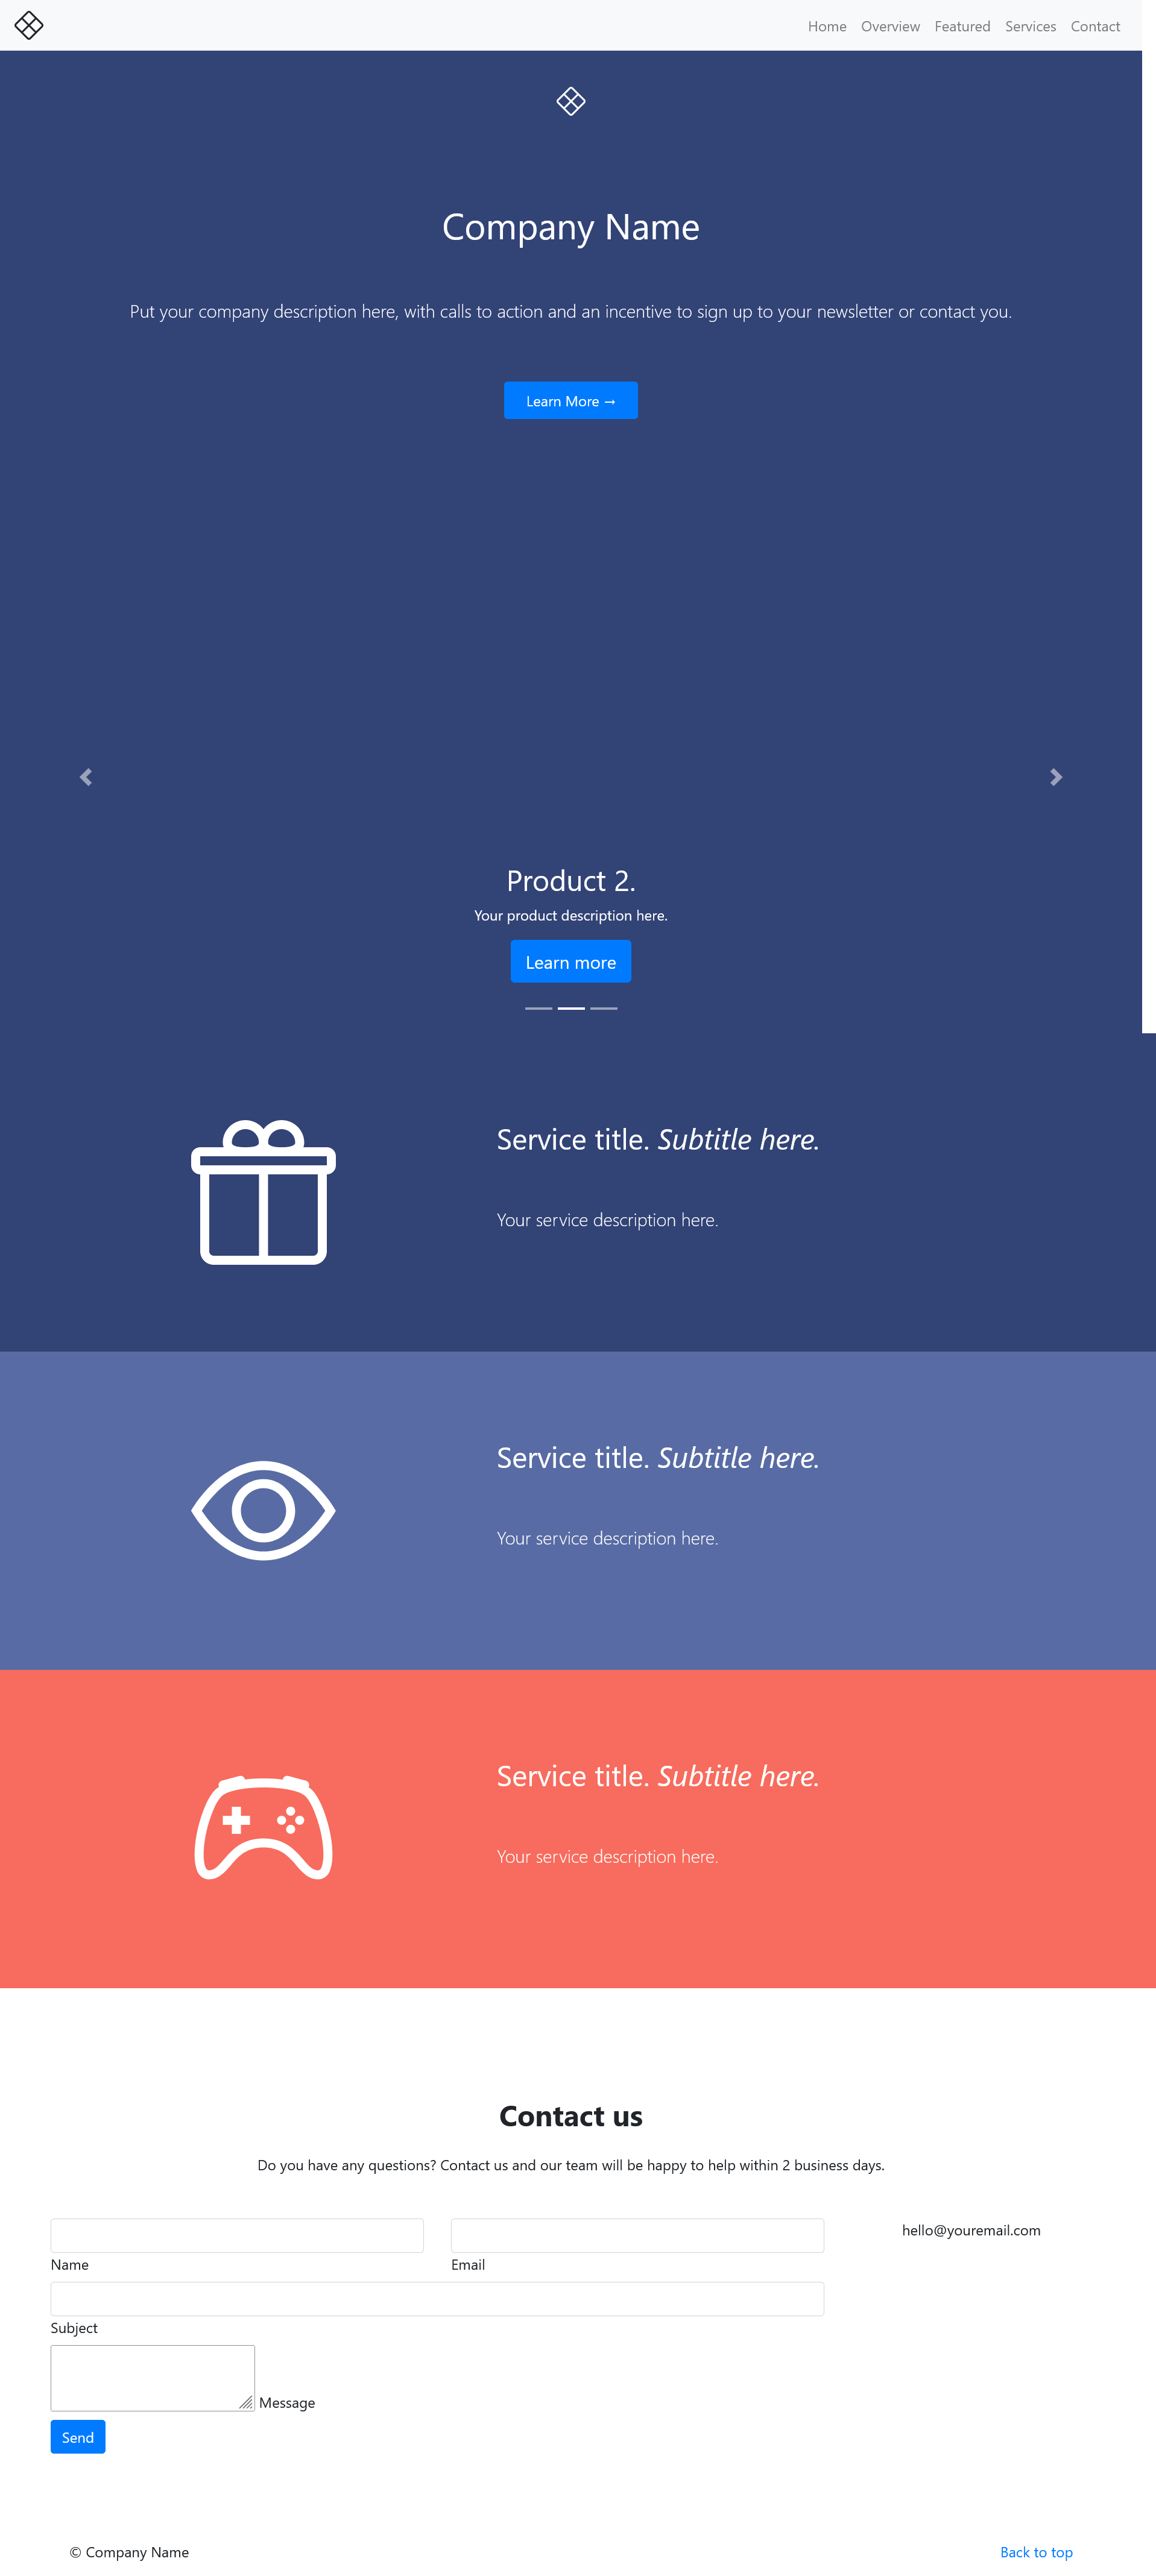 Home Overview Featured Services Contact
Company Name
Put your company description here, with calls to action and an incentive to sign up to your newsletter or contact you.
Learn More →
Product 2.
Your product description here.
Learn more
Service title. Subtitle here.
Your service description here.
Service title. Subtitle here.
Your service description here.
Service title. Subtitle here.
Your service description here.
Contact us
Do you have any questions? Contact us and our team will be happy to help within 2 business days.
hello@youremail.com
Name Email
Subject
Message
Send
© Company Name Back to top